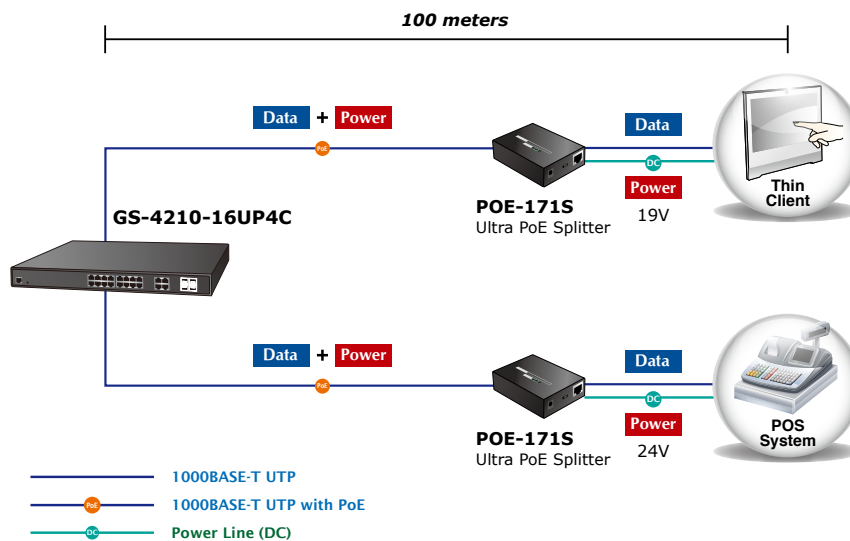 100 meters
Data + Power
PoE
Data
DC
Power
19V
Thin
Client
POE-171S
Ultra PoE Splitter
GS-4210-16UP4C
Data + Power
PoE
Data
DC
Power
24V
POS
System
POE-171S
Ultra PoE Splitter
1000BASE-T UTP
PoE
1000BASE-T UTP with PoE
DC
Power Line (DC)